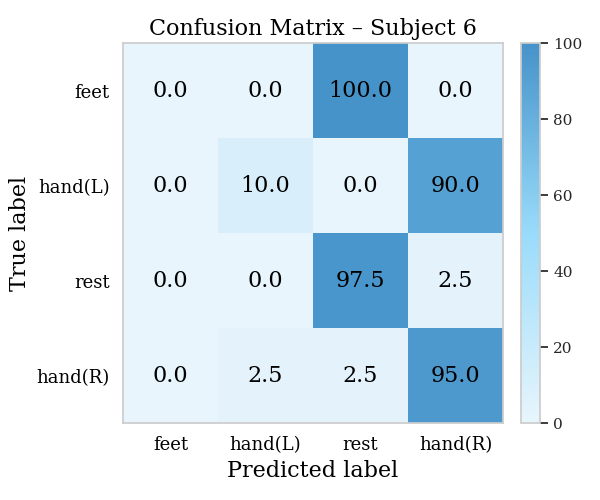 Confusion Matrix – Subject 6
feet 0.0 0.0 100.0 0.0
hand(L) 0.0 10.0 0.0 90.0
rest 0.0 0.0 97.5 2.5
hand(R) 0.0 2.5 2.5 95.0
feet hand(L) rest hand(R)
Predicted label
True label
100
80
60
40
20
0